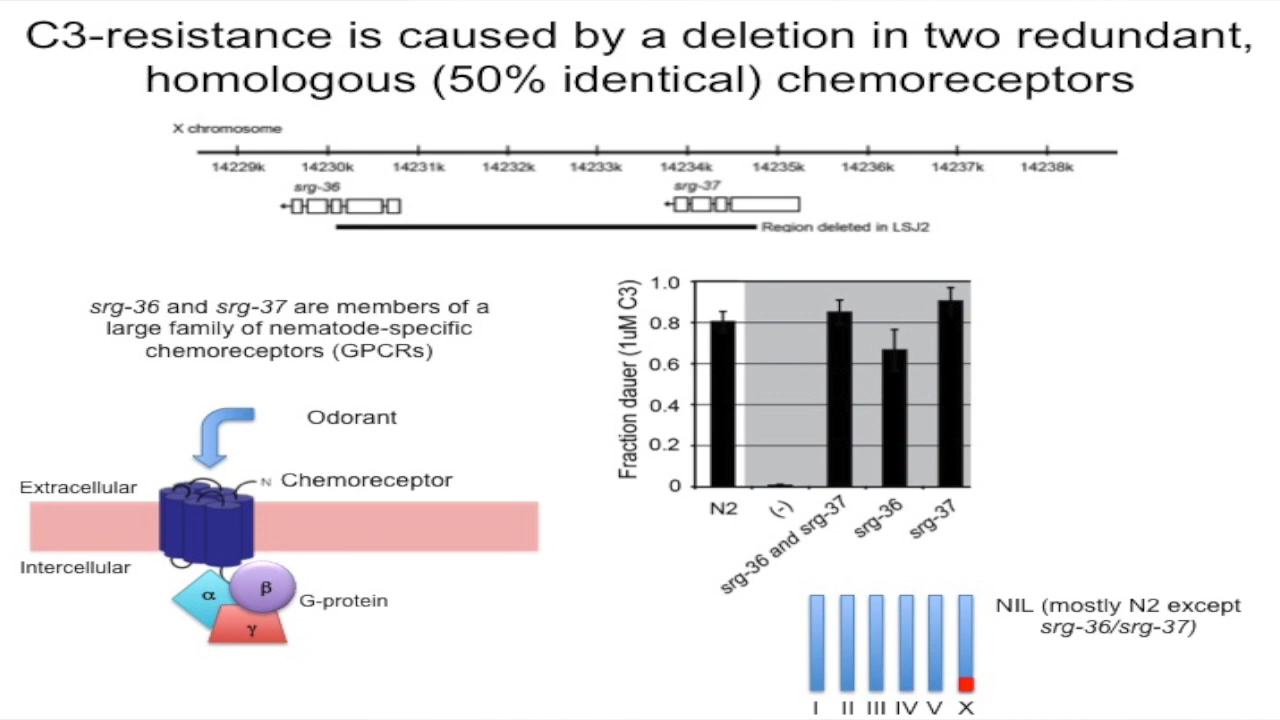 C3-resistance is caused by a deletion in two redundant,
homologous (50% identical) chemoreceptors
X chromosome
14229k 14230k 14231k 14232k 14233k 14234k 14235k 14236k 14237k 14238k
srg-36
srg-37
Region deleted in LSJ2
srg-36 and srg-37 are members of a
large family of nematode-specific
chemoreceptors (GPCRs)
Odorant
N Chemoreceptor
Extracellular
Intercellular
α
β
γ
G-protein
Fraction dauer (1uM C3)
1.0
0.8
0.6
0.4
0.2
0
N2
(-)
srg-36 and srg-37
srg-36
srg-37
NIL (mostly N2 except
srg-36/srg-37)
I II III IV V X